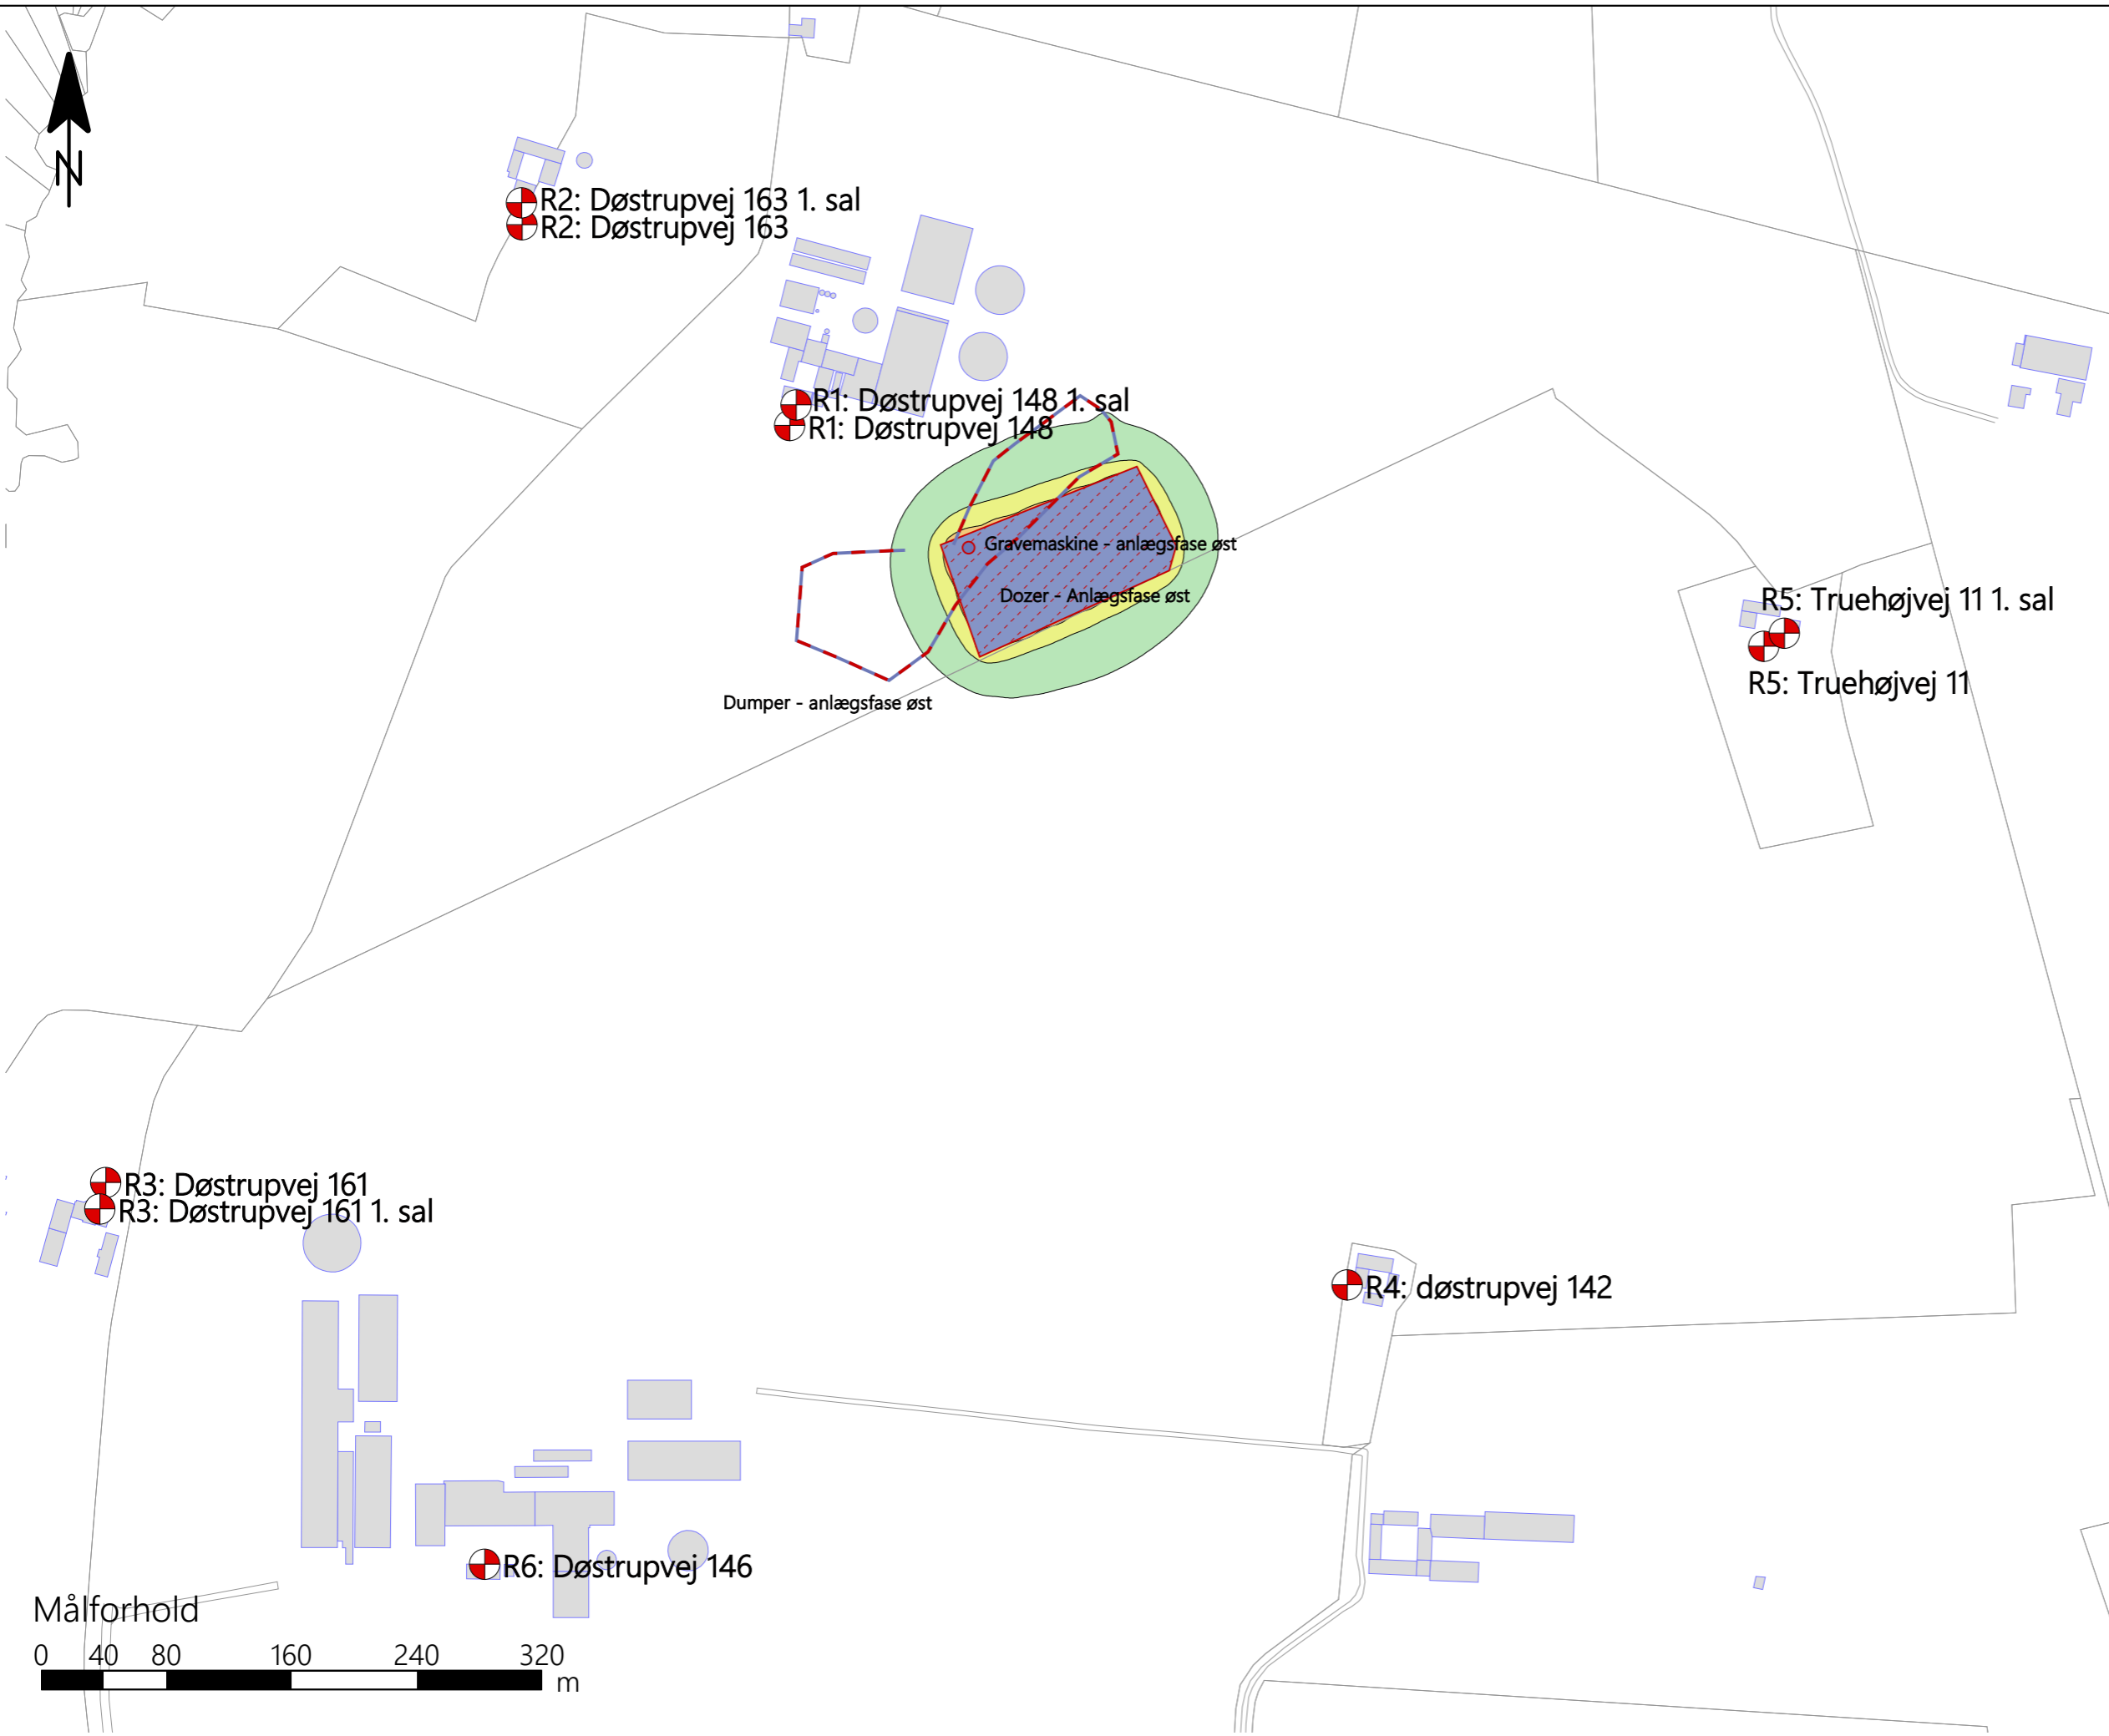 N
R2: Døstrupvej 163 1. sal
R2: Døstrupvej 163
R1: Døstrupvej 148 1. sal
R1: Døstrupvej 148
Gravemaskine - anlægsfase øst
Dozer - Anlægsfase øst
R5: Truehøjvej 11 1. sal
R5: Truehøjvej 11
Dumper - anlægsfase øst
R3: Døstrupvej 161
R3: Døstrupvej 161 1. sal
R4: døstrupvej 142
R6: Døstrupvej 146
Målforhold
0 40 80 160 240 320
m